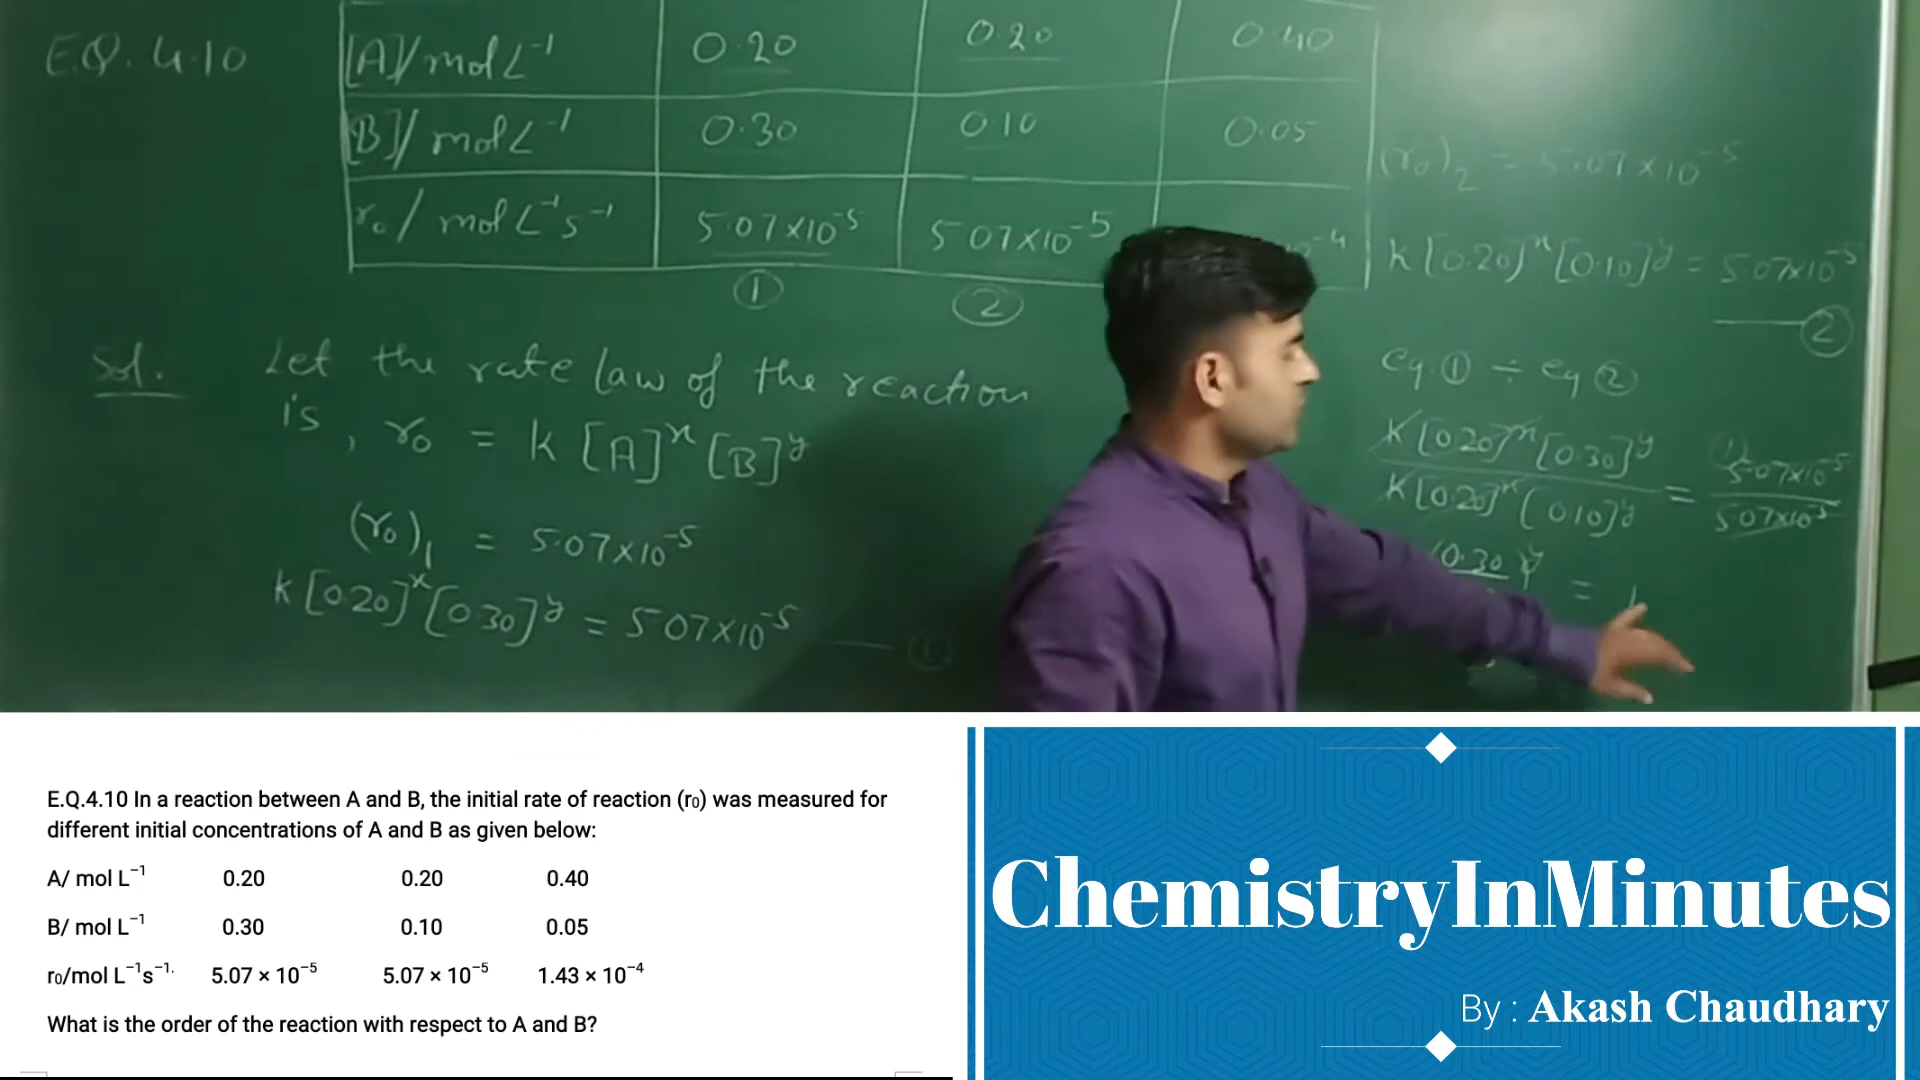 E.Q. 4.10
[A]/mol L⁻¹ 0.20 0.20 0.40
[B]/ mol L⁻¹ 0.30 0.10 0.05
r₀/ mol L⁻¹s⁻¹ 5.07×10⁻⁵ 5.07×10⁻⁵ 10⁻⁴
① ②
Sol. Let the rate law of the reaction
is, r₀ = k [A]ˣ [B]ʸ
(r₀)₁ = 5.07×10⁻⁵
k[0.20]ˣ[0.30]ʸ = 5.07×10⁻⁵ — ①
(r₀)₂ = 5.07×10⁻⁵
k[0.20]ˣ[0.10]ʸ = 5.07×10⁻⁵
— ②
eq. ① ÷ eq ②
k[0.20]ˣ[0.30]ʸ / k[0.20]ˣ[0.10]ʸ = 5.07×10⁻⁵ / 5.07×10⁻⁵
(0.30)ʸ = 1
E.Q.4.10 In a reaction between A and B, the initial rate of reaction (r₀) was measured for
different initial concentrations of A and B as given below:
A/ mol L⁻¹ 0.20 0.20 0.40
B/ mol L⁻¹ 0.30 0.10 0.05
r₀/mol L⁻¹s⁻¹. 5.07 × 10⁻⁵ 5.07 × 10⁻⁵ 1.43 × 10⁻⁴
What is the order of the reaction with respect to A and B?
ChemistryInMinutes
By : Akash Chaudhary